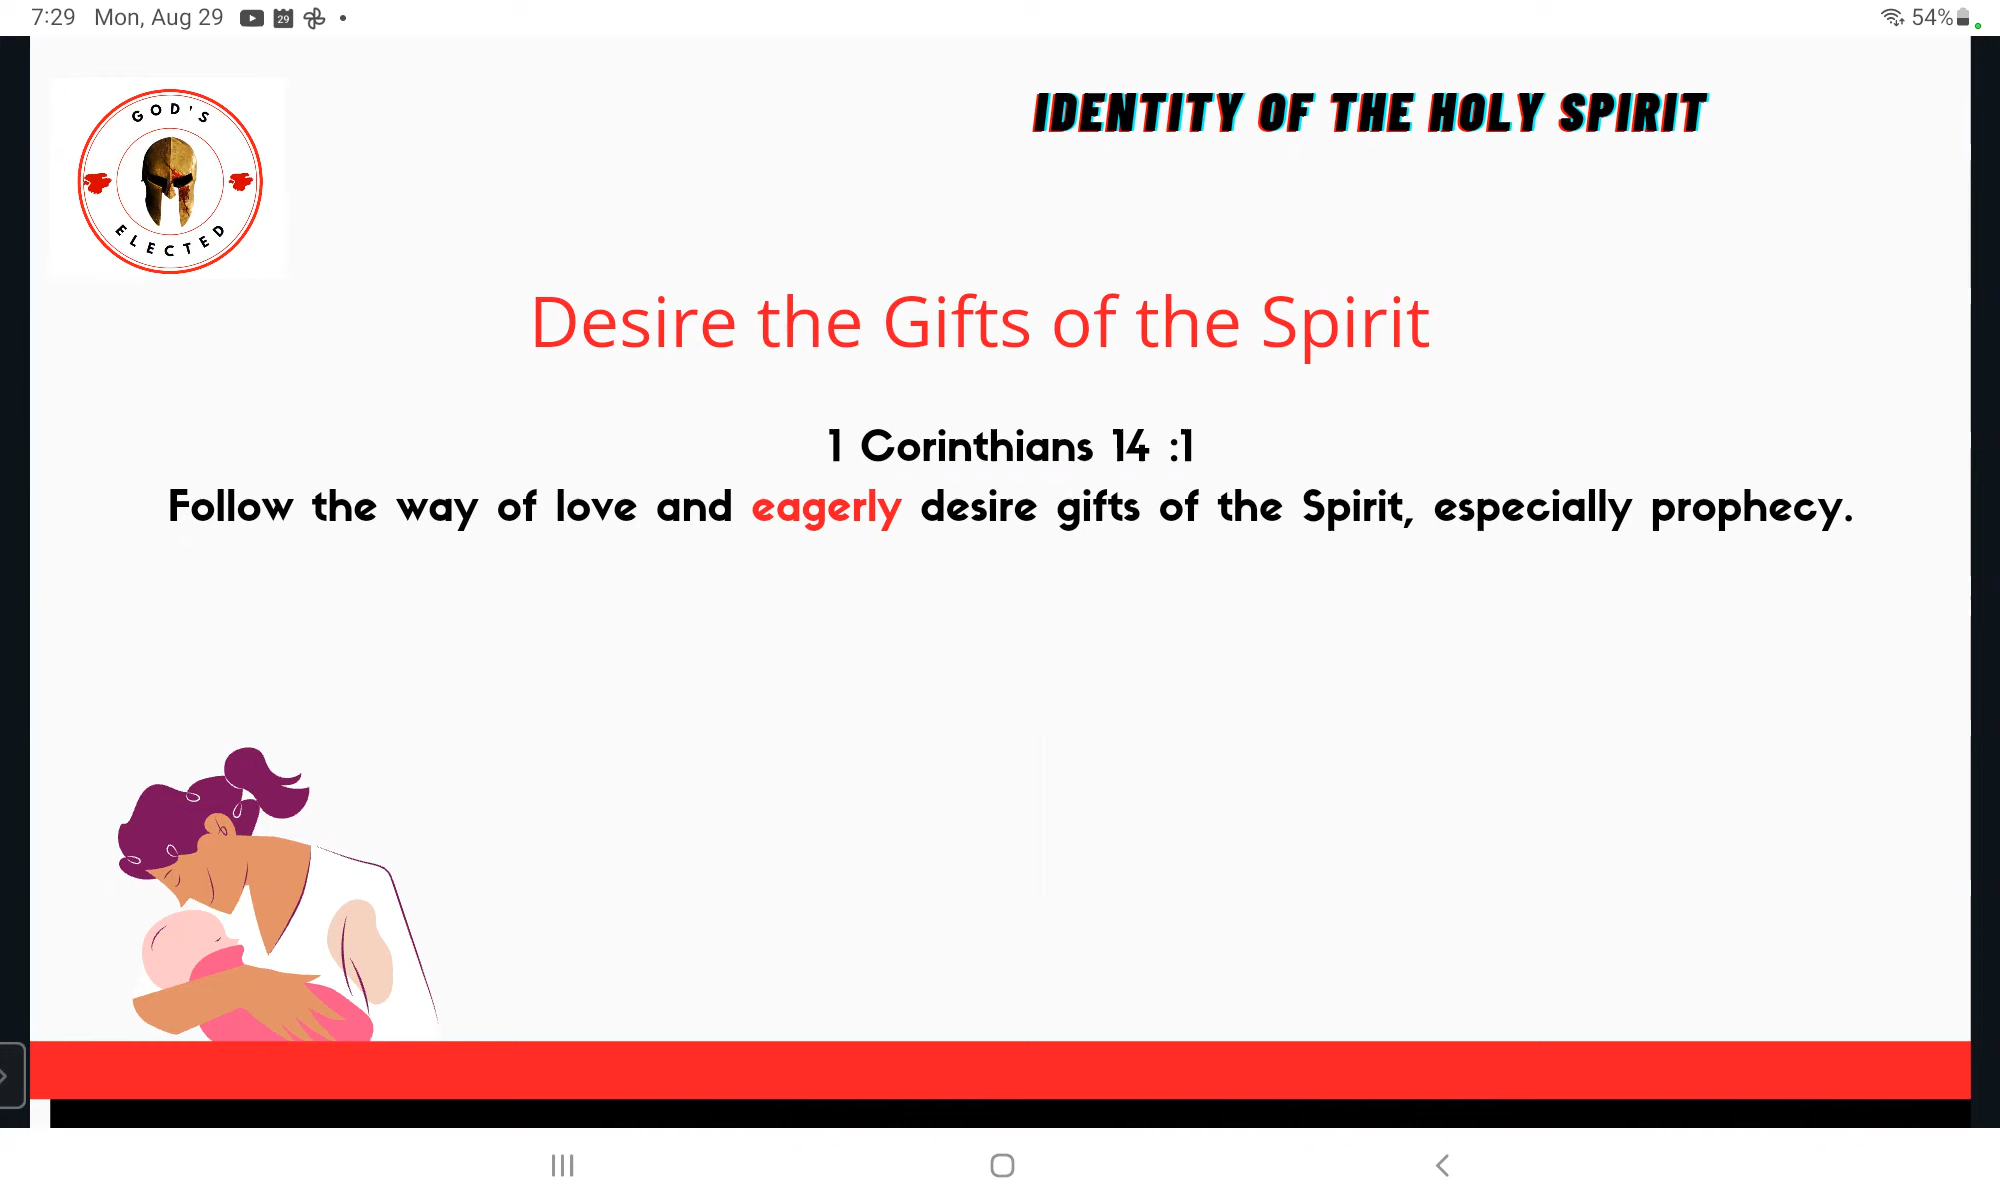 7:29 Mon, Aug 29 29 54%
GOD'S
ELECTED
IDENTITY OF THE HOLY SPIRIT
Desire the Gifts of the Spirit
1 Corinthians 14 :1
Follow the way of love and eagerly desire gifts of the Spirit, especially prophecy.